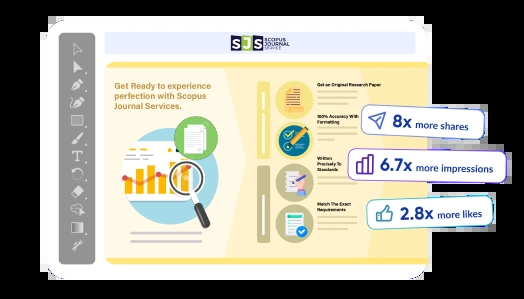 SJS SCOPUS
JOURNAL
SERVICE
Get Ready to experience
perfection with Scopus
Journal Services.
Get an Original Research Paper
100% Accuracy With
Formatting
Written
Precisely To
Standards
Match The Exact
Requirements
8x more shares
6.7x more impressions
2.8x more likes
T